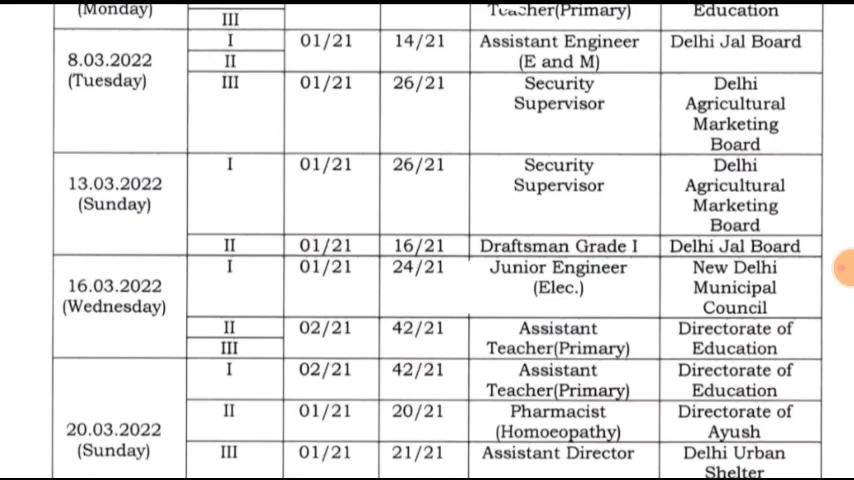 (Monday) III Teacher(Primary) Education
8.03.2022
(Tuesday)
I 01/21 14/21 Assistant Engineer Delhi Jal Board
II (E and M)
III 01/21 26/21 Security Delhi
Supervisor Agricultural
Marketing
Board
13.03.2022
(Sunday)
I 01/21 26/21 Security Delhi
Supervisor Agricultural
Marketing
Board
II 01/21 16/21 Draftsman Grade I Delhi Jal Board
16.03.2022
(Wednesday)
I 01/21 24/21 Junior Engineer New Delhi
(Elec.) Municipal
Council
II 02/21 42/21 Assistant Directorate of
III Teacher(Primary) Education
20.03.2022
(Sunday)
I 02/21 42/21 Assistant Directorate of
Teacher(Primary) Education
II 01/21 20/21 Pharmacist Directorate of
(Homoeopathy) Ayush
III 01/21 21/21 Assistant Director Delhi Urban
Shelter